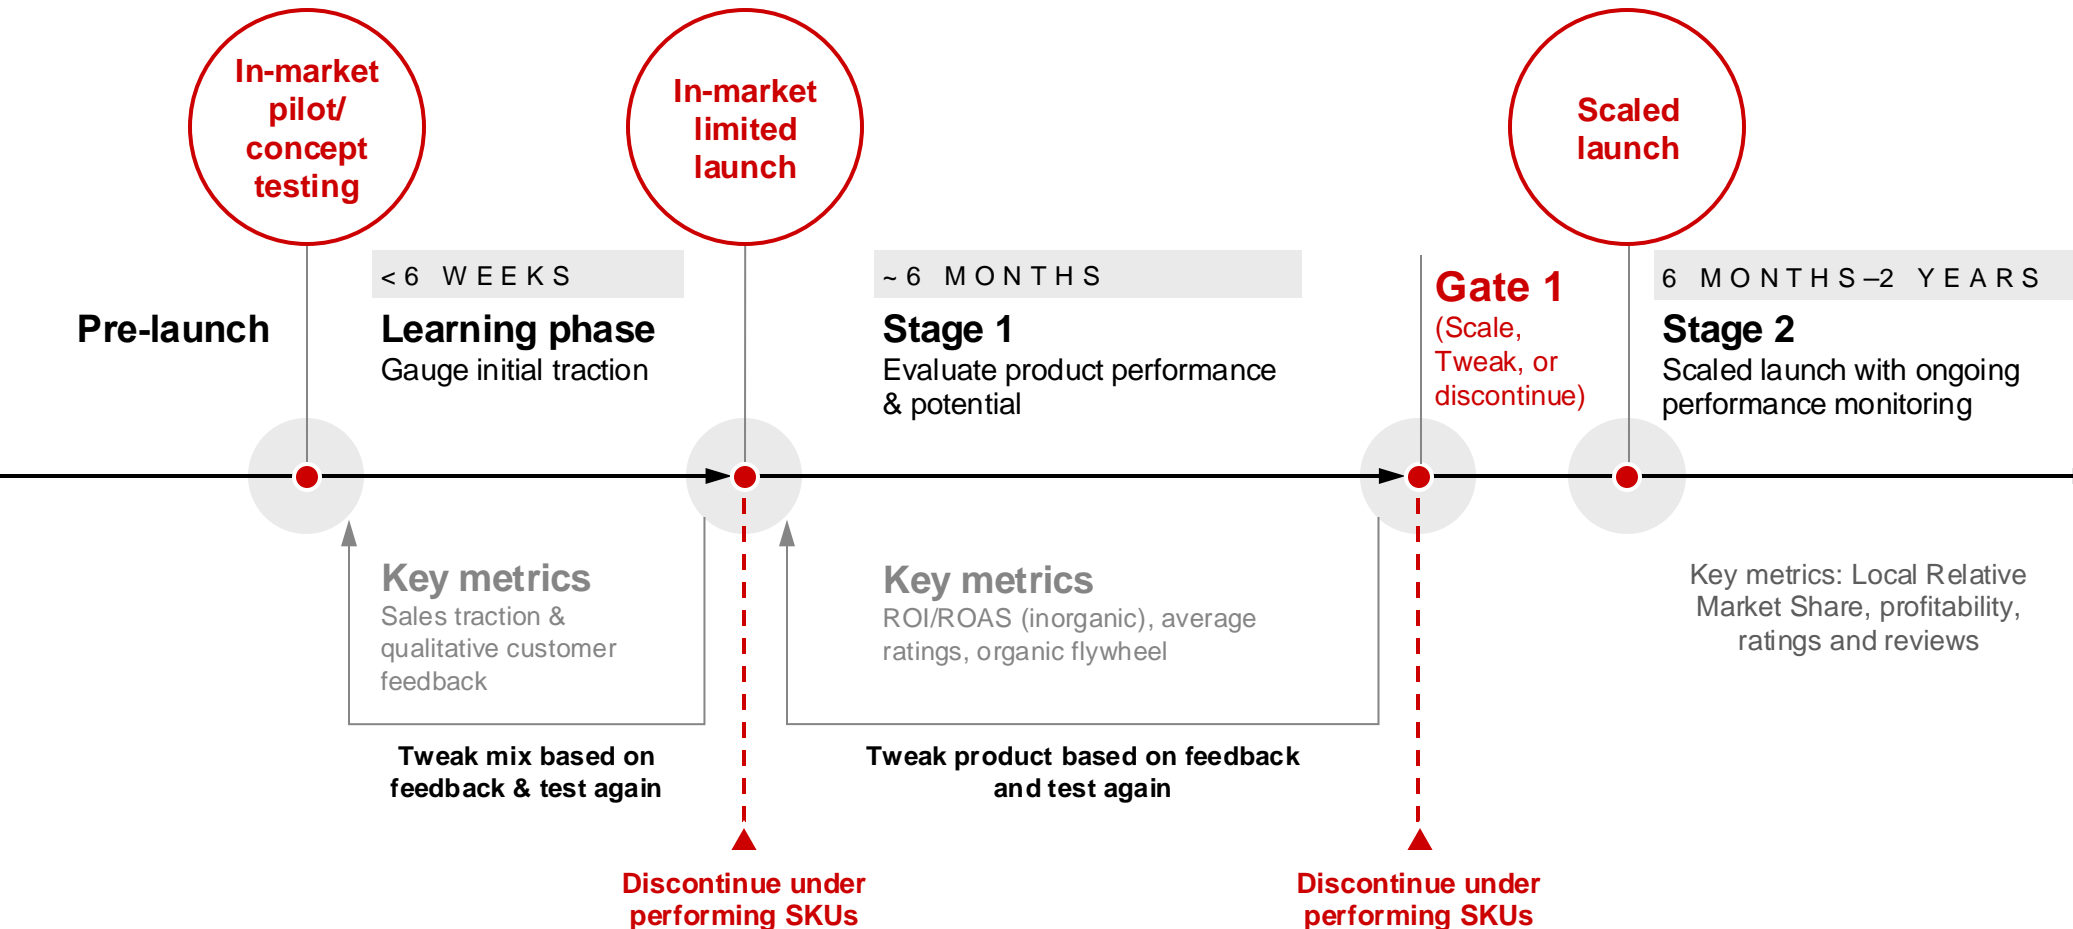 In-market
pilot/
concept
testing
In-market
limited
launch
Scaled
launch
Pre-launch
<6 WEEKS
Learning phase
Gauge initial traction
~6 MONTHS
Stage 1
Evaluate product performance
& potential
Gate 1
(Scale,
Tweak, or
discontinue)
6 MONTHS–2 YEARS
Stage 2
Scaled launch with ongoing
performance monitoring
Key metrics
Sales traction &
qualitative customer
feedback
Key metrics
ROI/ROAS (inorganic), average
ratings, organic flywheel
Key metrics: Local Relative
Market Share, profitability,
ratings and reviews
Tweak mix based on
feedback & test again
Tweak product based on feedback
and test again
Discontinue under
performing SKUs
Discontinue under
performing SKUs